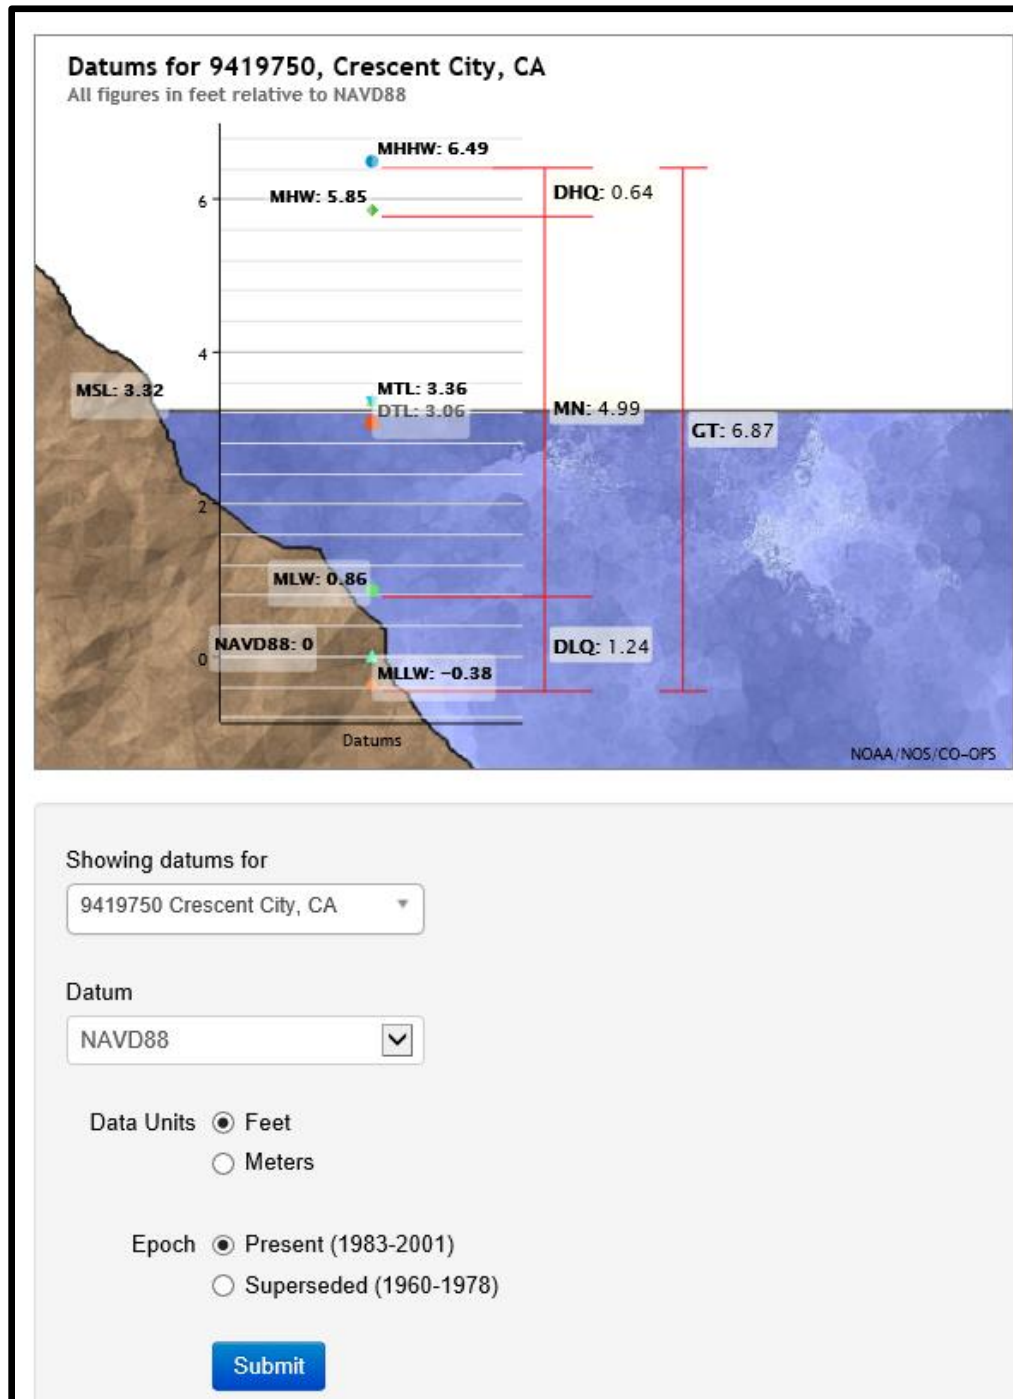 Datums for 9419750, Crescent City, CA
All figures in feet relative to NAVD88
MHHW: 6.49
DHQ: 0.64
MHW: 5.85
6
4
MSL: 3.32
MTL: 3.36
DTL: 3.06
MN: 4.99
GT: 6.87
2
MLW: 0.86
NAVD88: 0
DLQ: 1.24
0
MLLW: −0.38
Datums
NOAA/NOS/CO-OPS
Showing datums for
9419750 Crescent City, CA
Datum
NAVD88
Data Units
Feet
Meters
Epoch
Present (1983-2001)
Superseded (1960-1978)
Submit